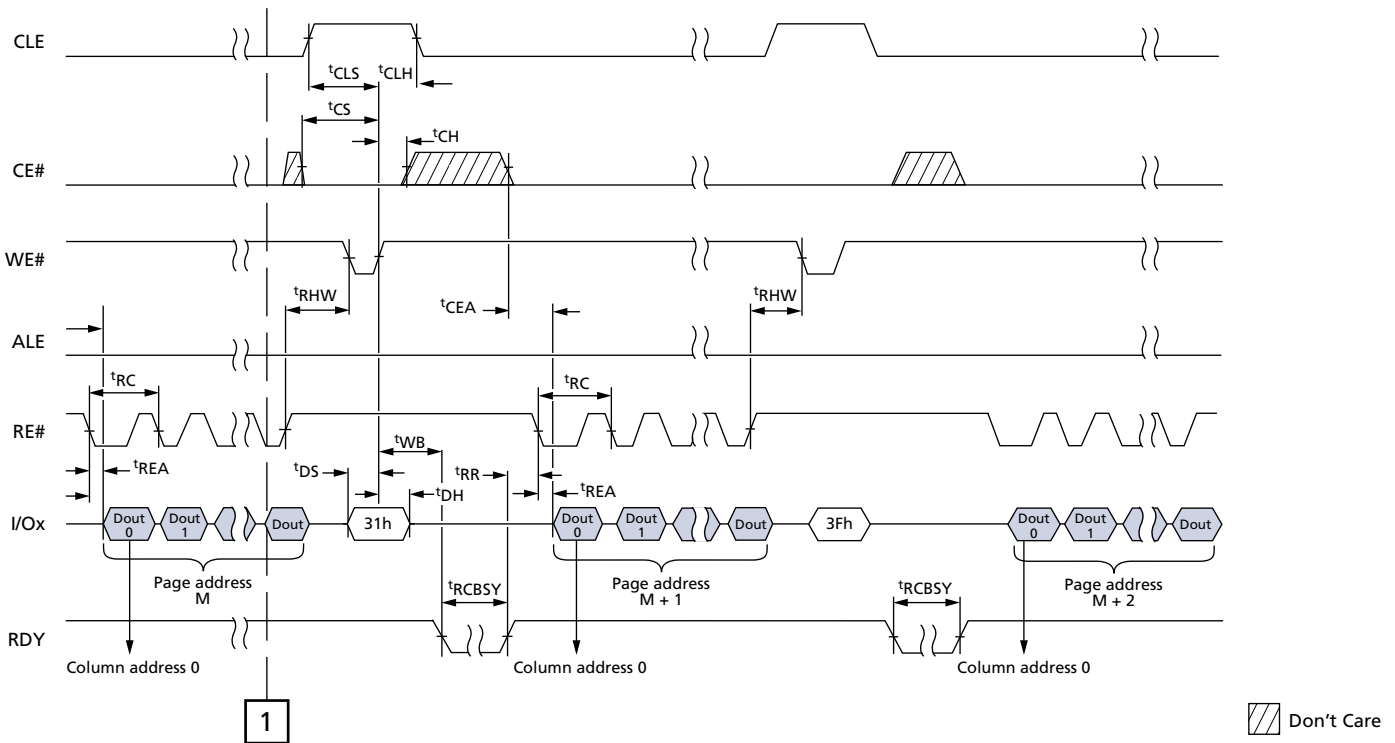 CLE
tCLS
tCLH
tCS
tCH
CE#
WE#
tRHW
tCEA
tRHW
ALE
tRC
tRC
RE#
tWB
tREA
tDS
tRR
tDH
tREA
I/Ox
Dout 0
Dout 1
Dout
31h
Dout 0
Dout 1
Dout
3Fh
Dout 0
Dout 1
Dout
Page address
M
Page address
M + 1
Page address
M + 2
tRCBSY
tRCBSY
RDY
Column address 0
Column address 0
Column address 0
1
Don't Care